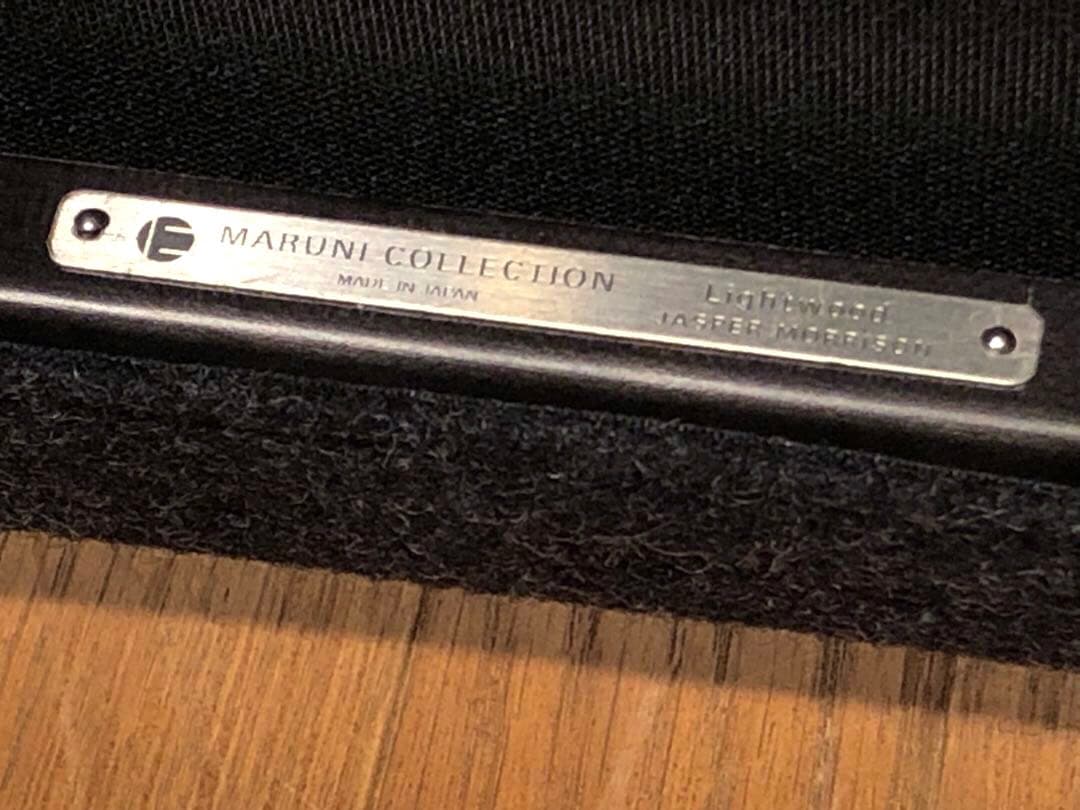 MARUNI COLLECTION
MADE IN JAPAN
Lightwood
JASPER MORRISON